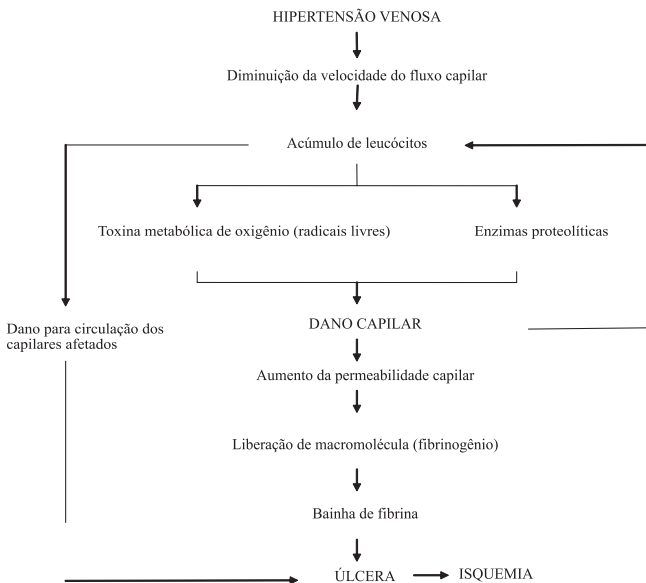 HIPERTENSÃO VENOSA
Diminuição da velocidade do fluxo capilar
Acúmulo de leucócitos
Toxina metabólica de oxigênio (radicais livres)
Enzimas proteolíticas
Dano para circulação dos
capilares afetados
DANO CAPILAR
Aumento da permeabilidade capilar
Liberação de macromolécula (fibrinogênio)
Bainha de fibrina
ÚLCERA
ISQUEMIA